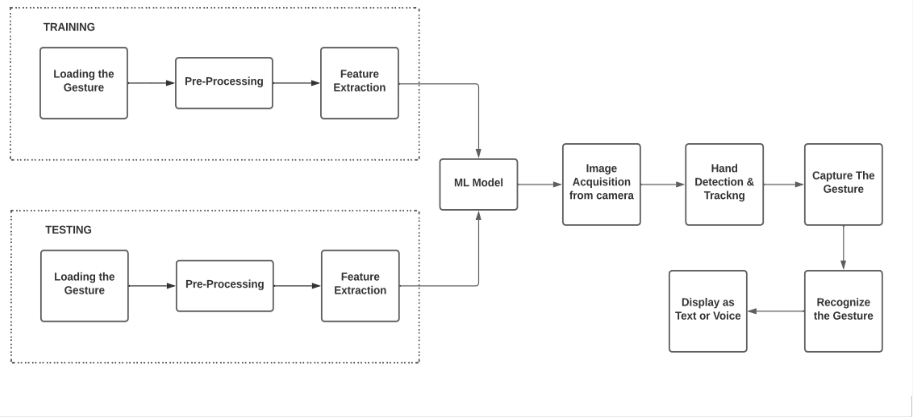 TRAINING
Loading the
Gesture
Pre-Processing
Feature
Extraction
ML Model
Image
Acquisition
from camera
Hand
Detection &
Trackng
Capture The
Gesture
TESTING
Loading the
Gesture
Pre-Processing
Feature
Extraction
Recognize
the Gesture
Display as
Text or Voice